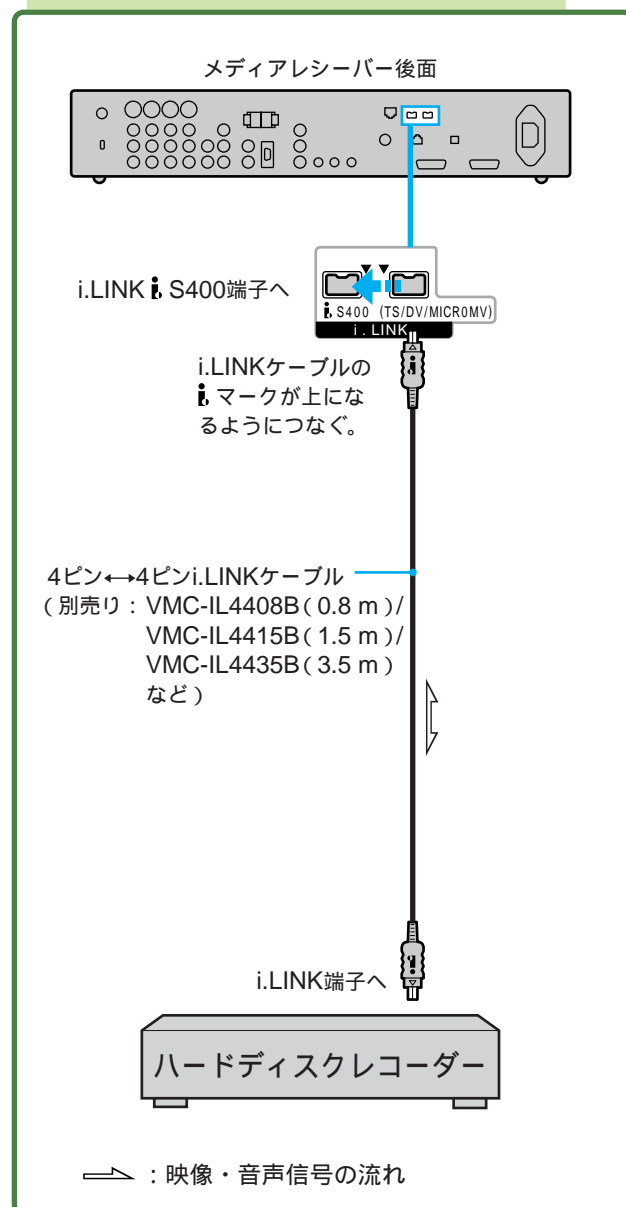 メディアレシーバー後面
i.LINK i S400端子へ
i S400 (TS/DV/MICR0MV)
i.LINK
i.LINKケーブルの
i マークが上にな
るようにつなぐ。
4ピン←→4ピンi.LINKケーブル
（別売り：VMC-IL4408B（0.8 m）/
VMC-IL4415B（1.5 m）/
VMC-IL4435B（3.5 m）
など）
i.LINK端子へ
ハードディスクレコーダー
：映像・音声信号の流れ